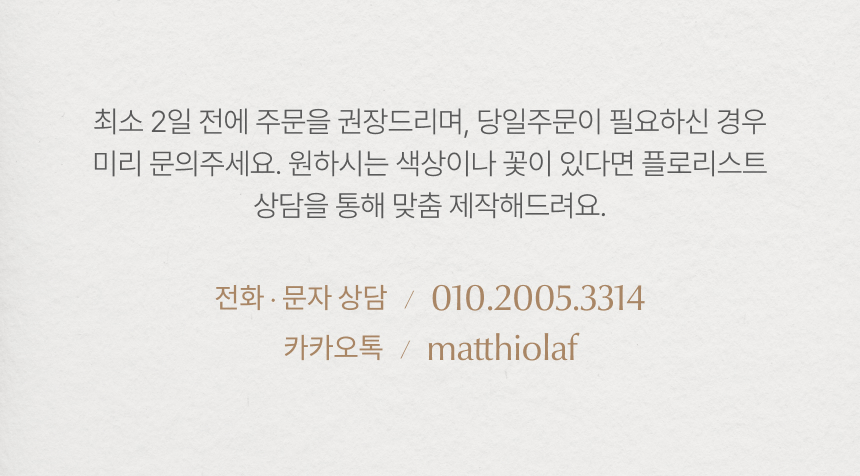 최소 2일 전에 주문을 권장드리며, 당일주문이 필요하신 경우
미리 문의주세요. 원하시는 색상이나 꽃이 있다면 플로리스트
상담을 통해 맞춤 제작해드려요.
전화 · 문자 상담 / 010.2005.3314
카카오톡 / matthiolaf